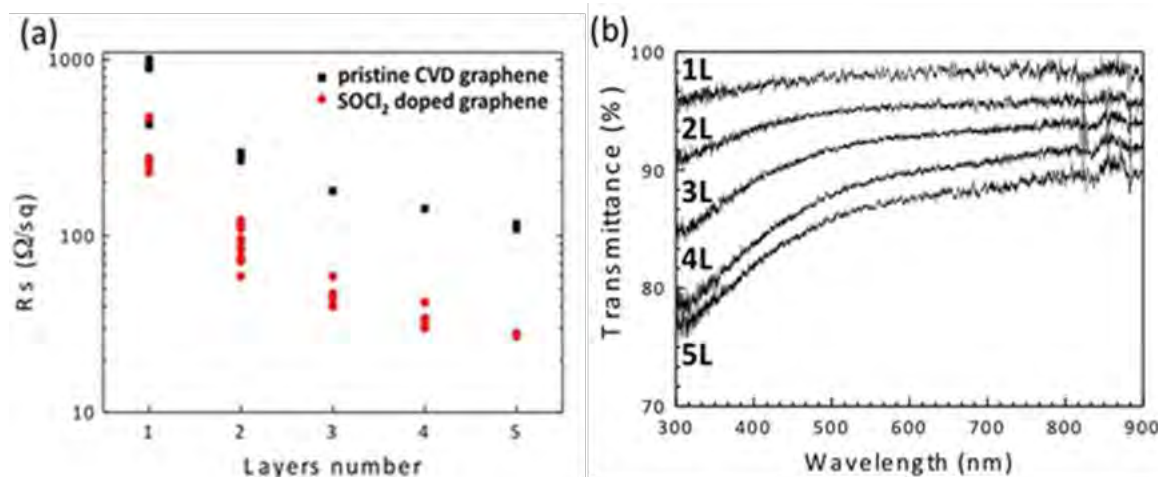 (a)
1000
100
10
Rs (Ω/sq)
pristine CVD graphene
SOCl₂ doped graphene
1 2 3 4 5
Layers number
(b)
100
90
80
70
Transmittance (%)
1L
2L
3L
4L
5L
300 400 500 600 700 800 900
Wavelength (nm)